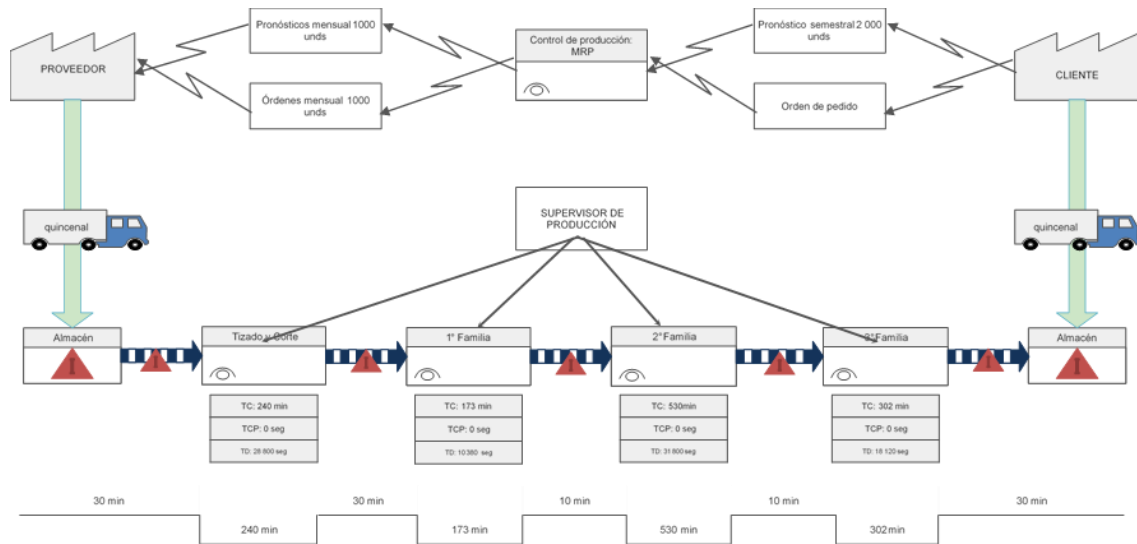 Pronósticos mensual 1000
unds
Control de producción:
MRP
Pronóstico semestral 2 000
unds
PROVEEDOR
CLIENTE
Órdenes mensual 1000
unds
Orden de pedido
quincenal
SUPERVISOR DE
PRODUCCIÓN
quincenal
Almacén
Tizado y Corte
1° Familia
2° Familia
3° Familia
Almacén
I
I
I
I
I
I
I
TC: 240 min
TCP: 0 seg
TD: 28 800 seg
TC: 173 min
TCP: 0 seg
TD: 10 380 seg
TC: 530min
TCP: 0 seg
TD: 31 800 seg
TC: 302 min
TCP: 0 seg
TD: 18 120 seg
30 min
30 min
10 min
10 min
30 min
240 min
173 min
530 min
302 min